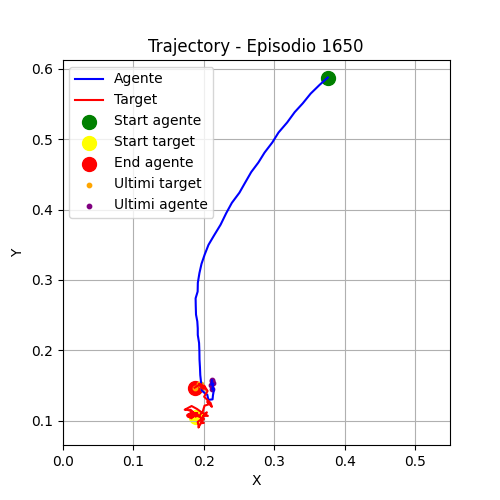 Trajectory - Episodio 1650
Agente
Target
Start agente
Start target
End agente
Ultimi target
Ultimi agente
Y
0.6
0.5
0.4
0.3
0.2
0.1
0.0
0.1
0.2
0.3
0.4
0.5
X